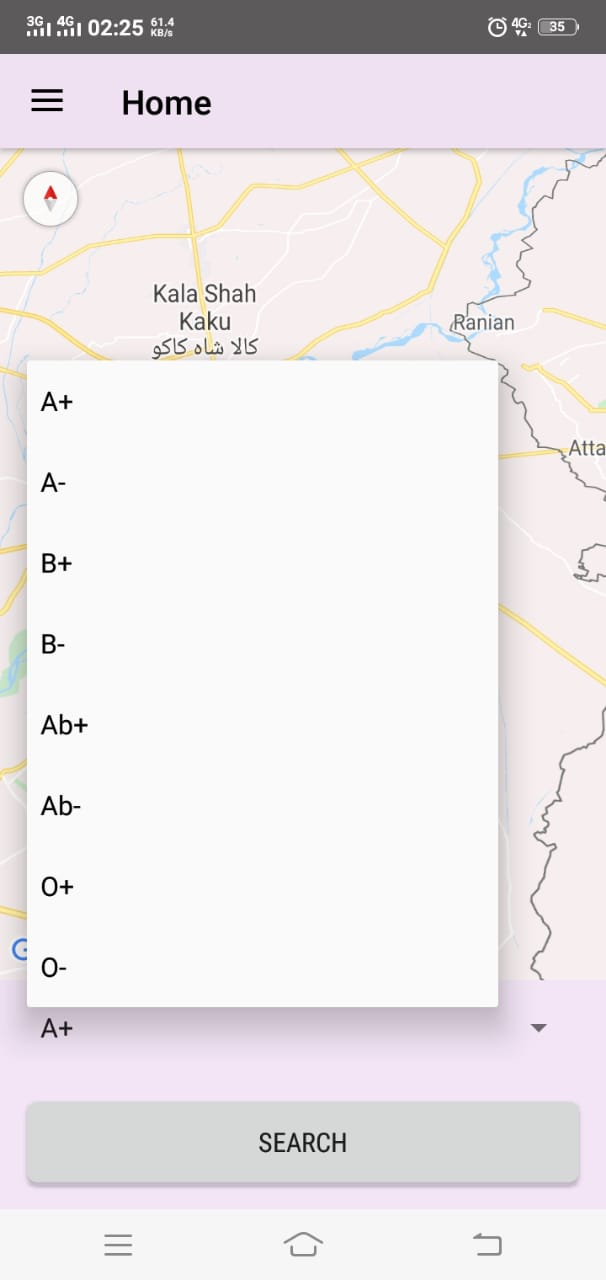 3G 4G 02:25 61.4 KB/s 4G 2 35
Home
Kala Shah
Kaku
کالا شاہ کاکو
Ranian
Atta
A+
A-
B+
B-
Ab+
Ab-
O+
O-
G
A+
SEARCH